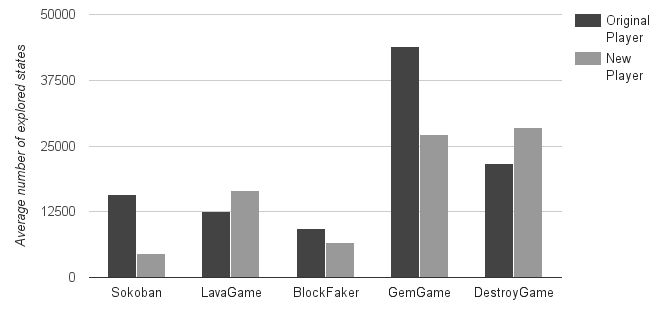 50000
37500
25000
12500
0
Average number of explored states
Sokoban
LavaGame
BlockFaker
GemGame
DestroyGame
Original
Player
New
Player